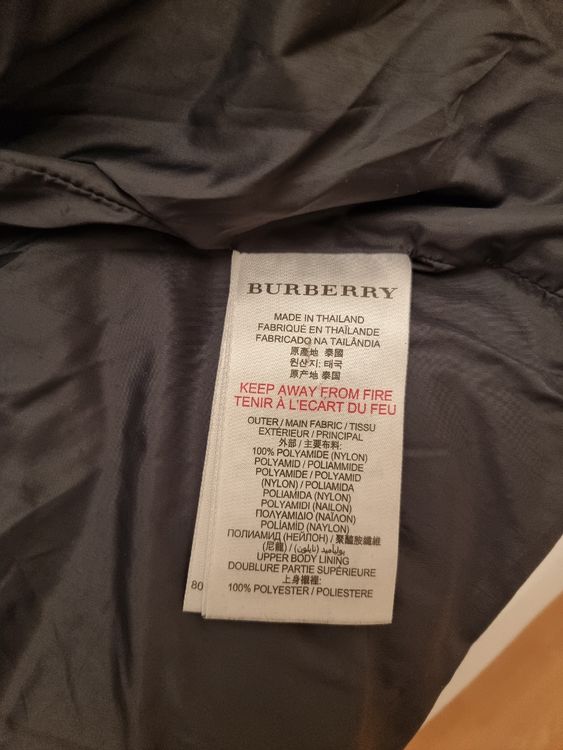 BURBERRY
MADE IN THAILAND
FABRIQUÉ EN THAÏLANDE
FABRICADO NA TAILÂNDIA
原產地 泰國
원산지: 태국
原产地 泰国
KEEP AWAY FROM FIRE
TENIR À L'ECART DU FEU
OUTER / MAIN FABRIC / TISSU
EXTÉRIEUR / PRINCIPAL
外部 / 主要布料:
100% POLYAMIDE (NYLON)
POLYAMID / POLIAMMIDE
POLYAMIDE / POLYAMID
(NYLON) / POLIAMIDA
POLIAMIDA (NYLON)
POLYAMIDI (NAILON)
ΠΟΛΥΑΜΙΔΙΟ (ΝΑΪΛΟΝ)
POLÍAMÍD (NAYLON)
ПОЛИАМИД (НЕЙЛОН) / 聚醯胺纖維
(尼龍) / بولياميد (نايلون)
UPPER BODY LINING
DOUBLURE PARTIE SUPÉRIEURE
上身襯裡:
100% POLYESTER / POLIESTERE
80